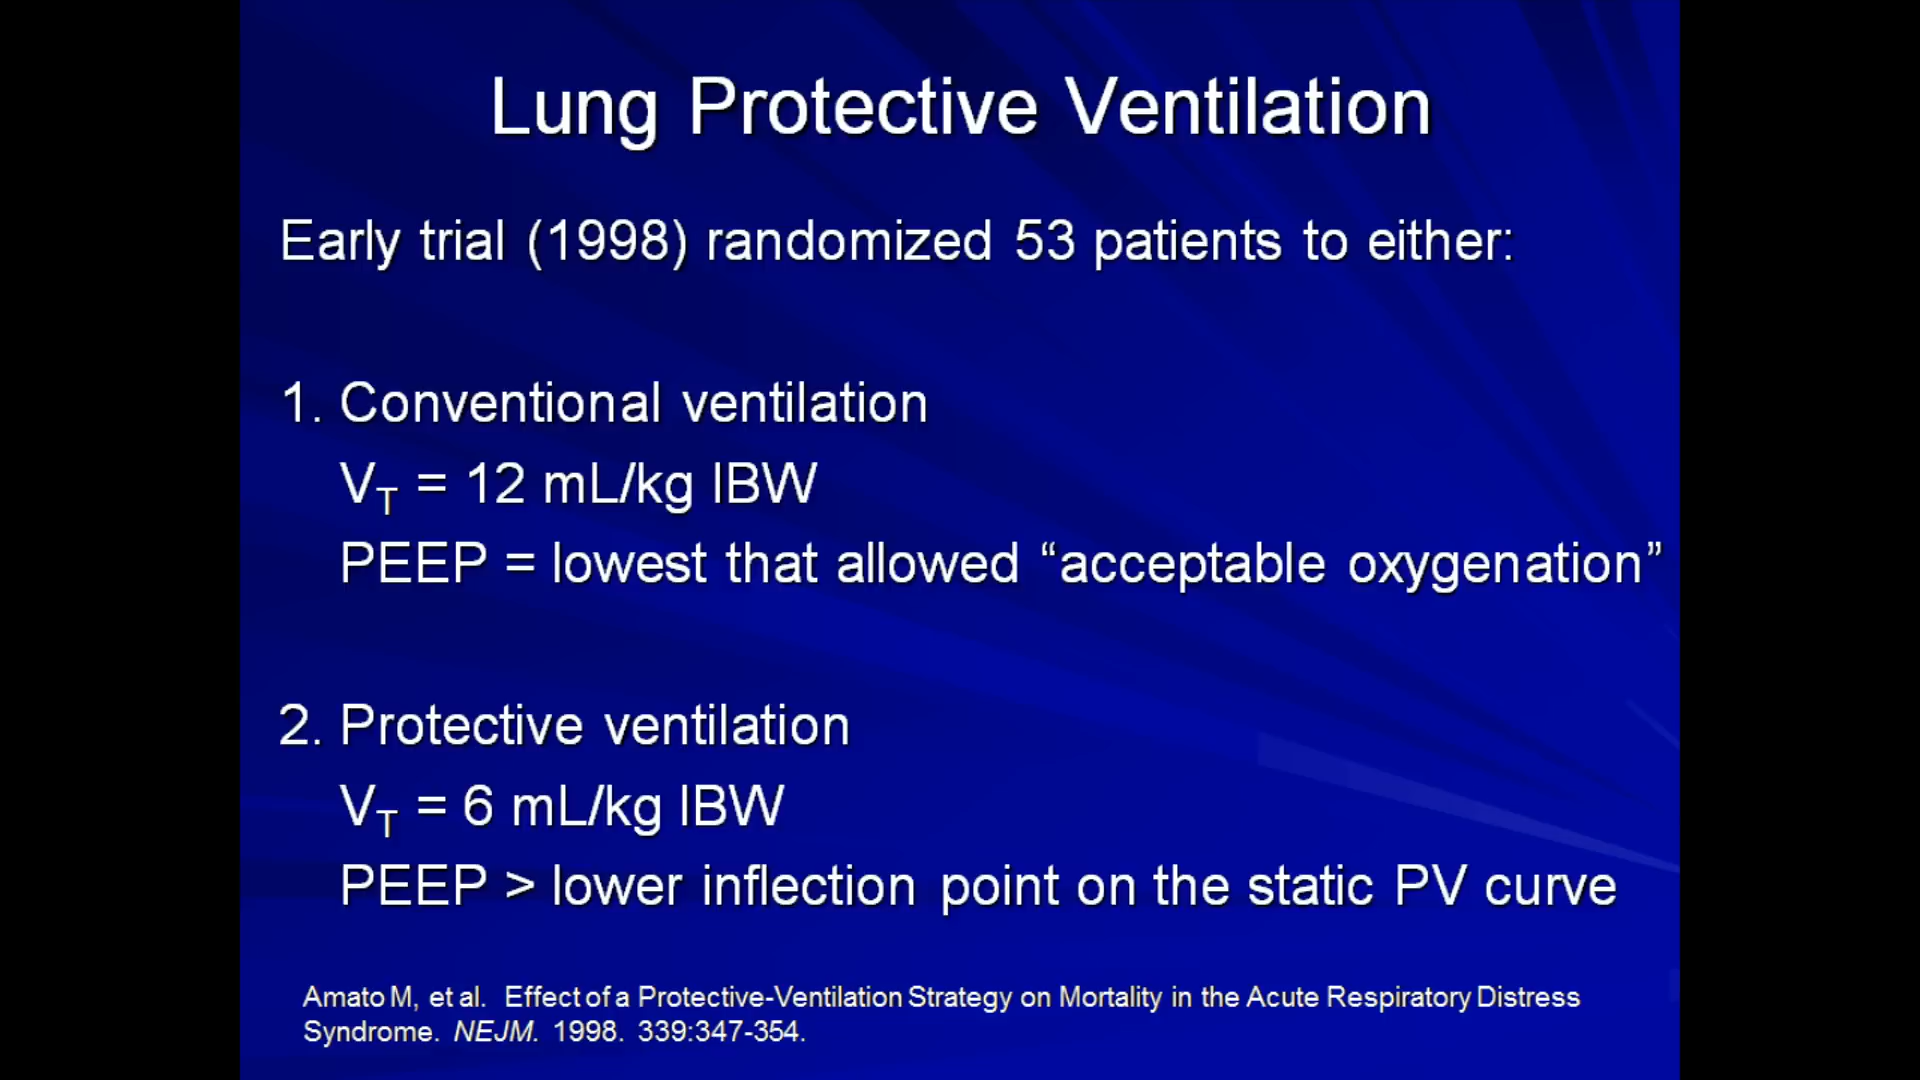 Lung Protective Ventilation
Early trial (1998) randomized 53 patients to either:
1. Conventional ventilation
V_T = 12 mL/kg IBW
PEEP = lowest that allowed “acceptable oxygenation”
2. Protective ventilation
V_T = 6 mL/kg IBW
PEEP > lower inflection point on the static PV curve
Amato M, et al. Effect of a Protective-Ventilation Strategy on Mortality in the Acute Respiratory Distress
Syndrome. NEJM. 1998. 339:347-354.